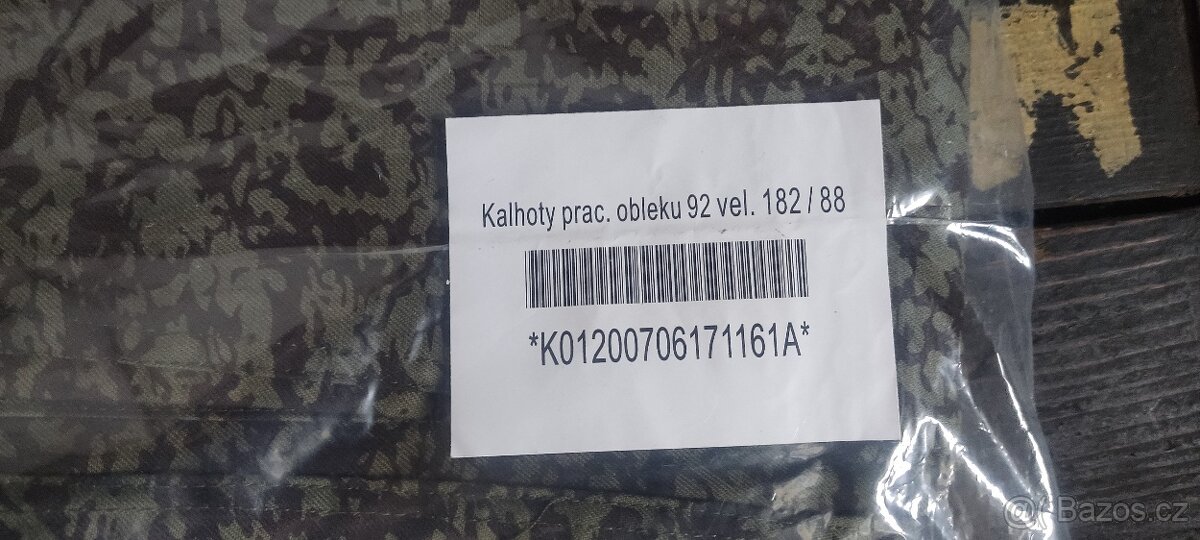 Kalhoty prac. obleku 92 vel. 182 / 88
*K01200706171161A*
@ Bazos.cz